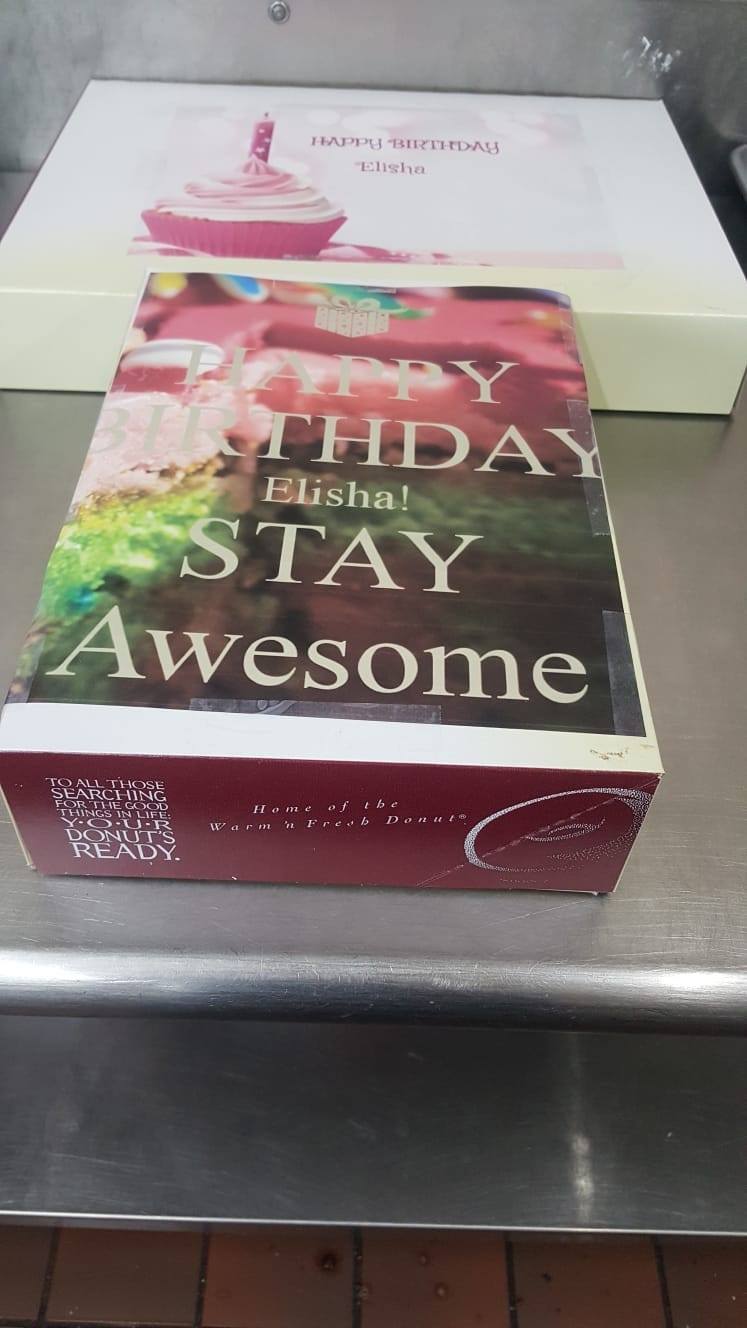 HAPPY BIRTHDAY
Elisha
HAPPY
BIRTHDAY
Elisha!
STAY
Awesome
TO ALL THOSE
SEARCHING
FOR THE GOOD
THINGS IN LIFE:
Y·O·U·R
DONUT'S
READY.
Home of the
Warm 'n Fresh Donut®